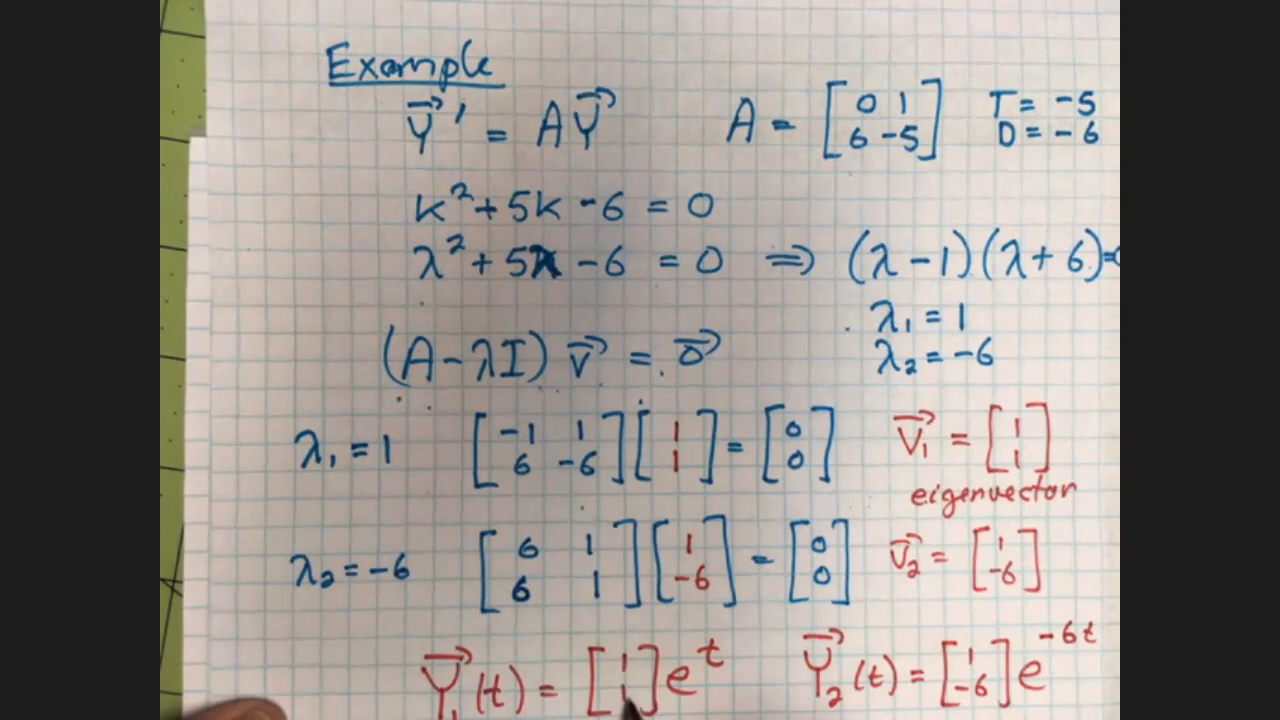 Example
Y⃗' = AY⃗ A = [0 1; 6 -5] T = -5 D = -6
k² + 5k - 6 = 0
λ² + 5λ - 6 = 0 ⇒ (λ - 1)(λ + 6)=0
λ₁ = 1
λ₂ = -6
(A - λI) v⃗ = 0⃗
λ₁ = 1 [-1 1; 6 -6] [1; 1] = [0; 0] V⃗₁ = [1; 1]
eigenvector
λ₂ = -6 [6 1; 6 1] [1; -6] = [0; 0] V⃗₂ = [1; -6]
Y⃗₁(t) = [1; 1] eᵗ Y⃗₂(t) = [1; -6] e⁻⁶ᵗ